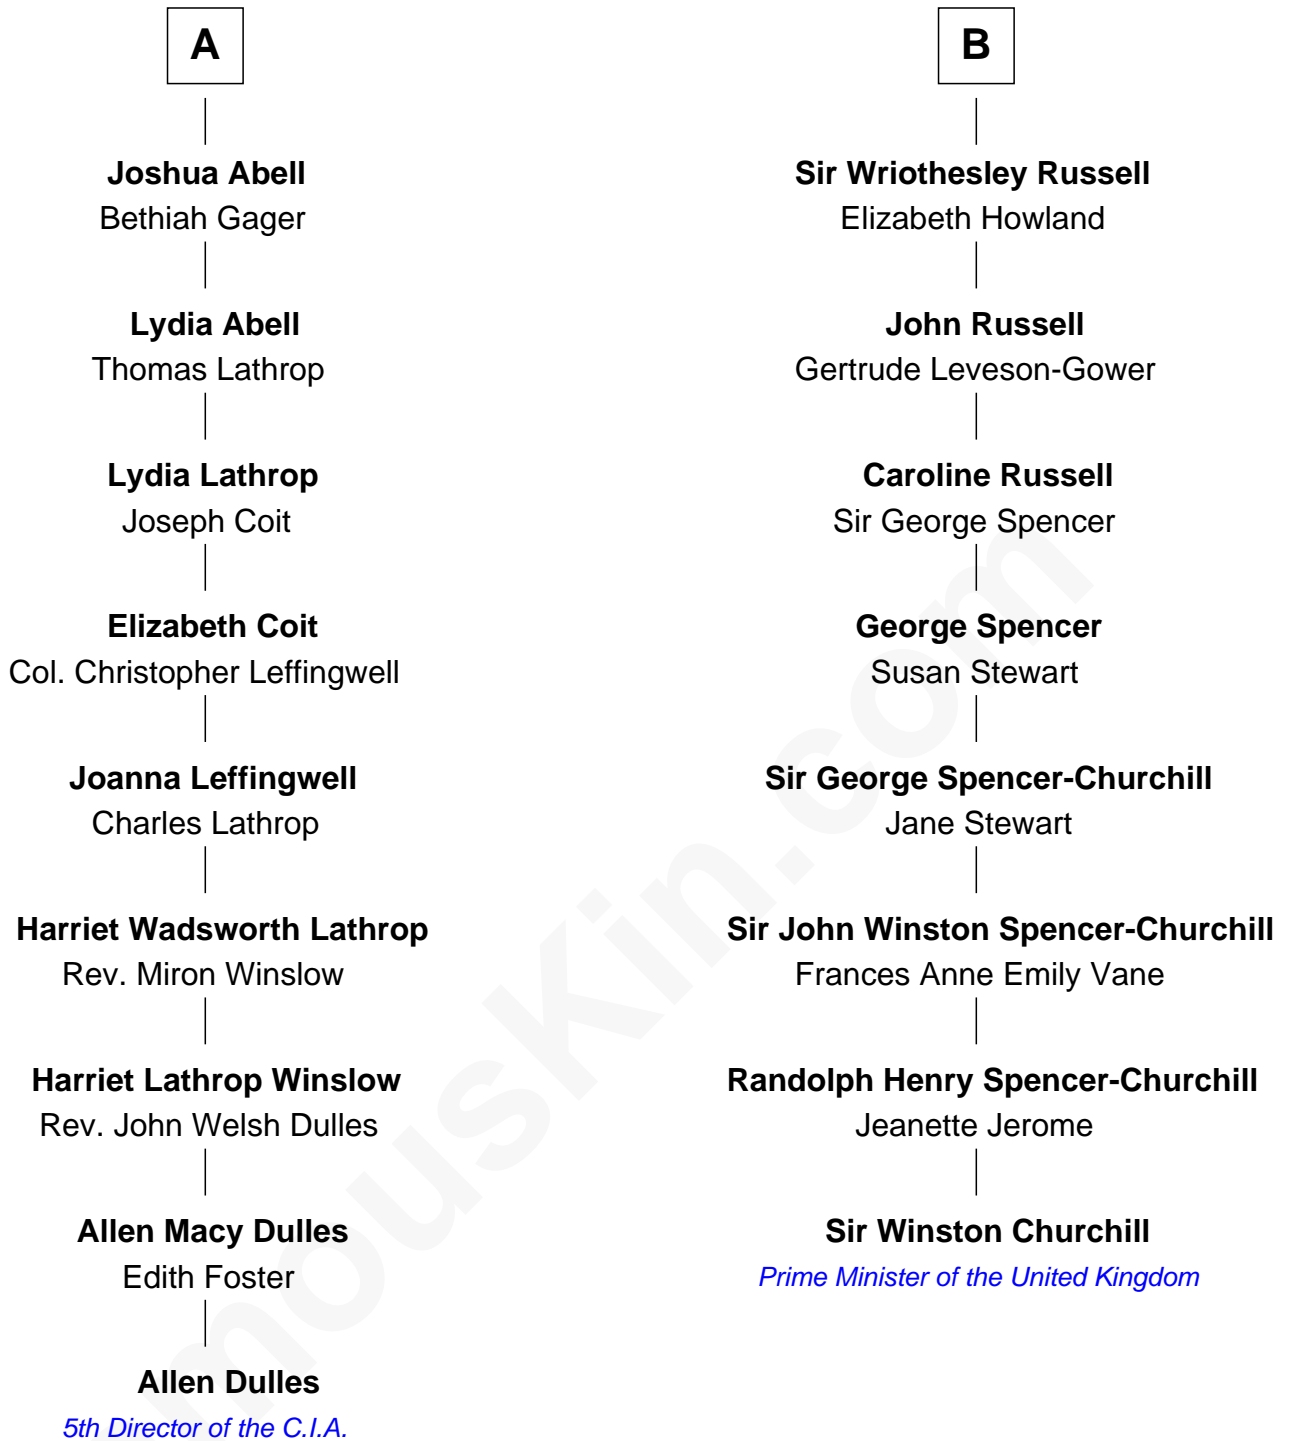 A
Joshua Abell
Bethiah Gager
Lydia Abell
Thomas Lathrop
Lydia Lathrop
Joseph Coit
Elizabeth Coit
Col. Christopher Leffingwell
Joanna Leffingwell
Charles Lathrop
Harriet Wadsworth Lathrop
Rev. Miron Winslow
Harriet Lathrop Winslow
Rev. John Welsh Dulles
Allen Macy Dulles
Edith Foster
Allen Dulles
5th Director of the C.I.A.
B
Sir Wriothesley Russell
Elizabeth Howland
John Russell
Gertrude Leveson-Gower
Caroline Russell
Sir George Spencer
George Spencer
Susan Stewart
Sir George Spencer-Churchill
Jane Stewart
Sir John Winston Spencer-Churchill
Frances Anne Emily Vane
Randolph Henry Spencer-Churchill
Jeanette Jerome
Sir Winston Churchill
Prime Minister of the United Kingdom
mousKin.com